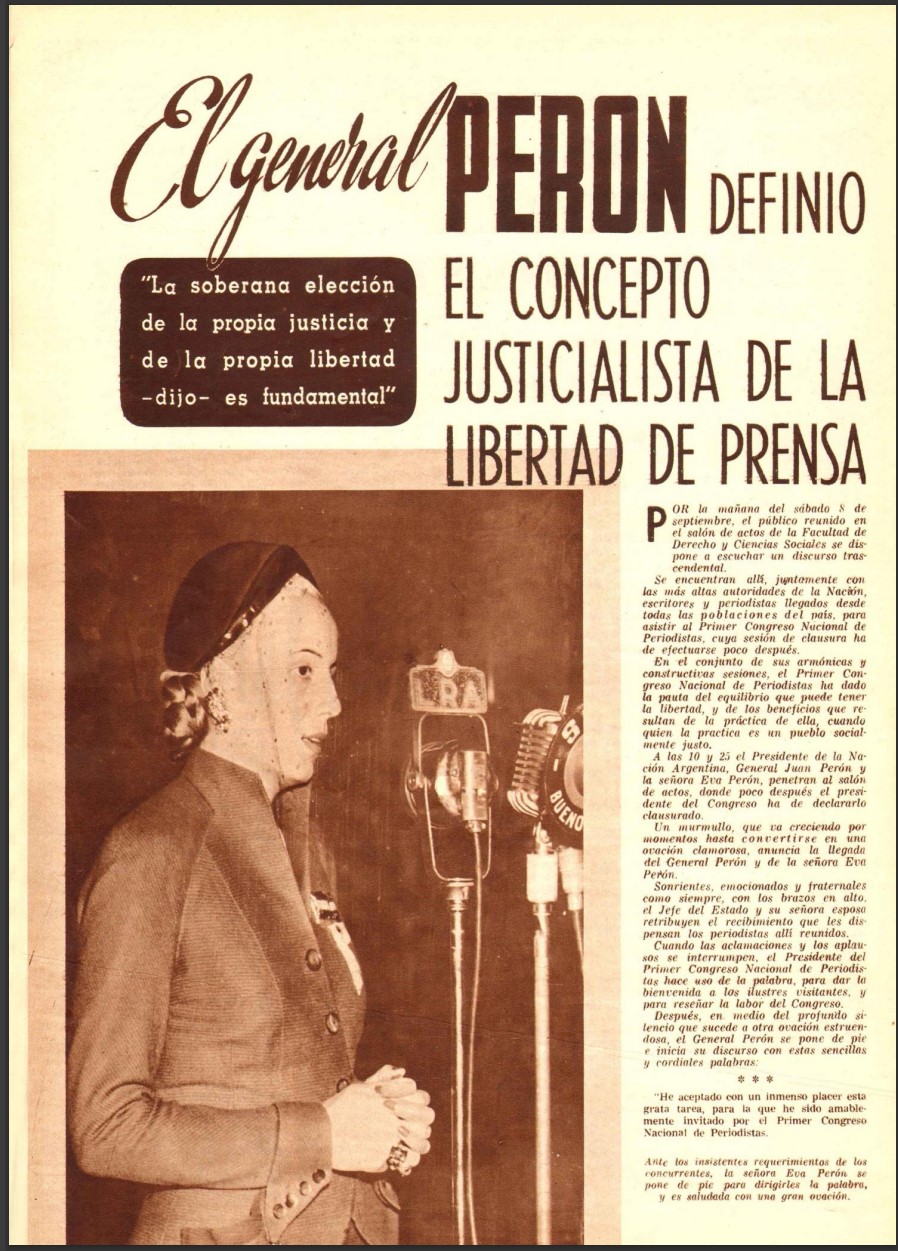 El general PERON DEFINIO
EL CONCEPTO
JUSTICIALISTA DE LA
LIBERTAD DE PRENSA
"La soberana elección
de la propia justicia y
de la propia libertad
-dijo- es fundamental"
POR la mañana del sábado 8 de
septiembre, el público reunido en
el salón de actos de la Facultad de
Derecho y Ciencias Sociales se dis-
pone a escuchar un discurso tras-
cendental.
Se encuentran allí, juntamente con
las más altas autoridades de la Nación,
escritores y periodistas llegados desde
todas las poblaciones del país, para
asistir al Primer Congreso Nacional de
Periodistas, cuya sesión de clausura ha
de efectuarse poco después.
En el conjunto de sus armónicas y
constructivas sesiones, el Primer Con-
greso Nacional de Periodistas ha dado
la pauta del equilibrio que puede tener
la libertad, y de los beneficios que re-
sultan de la práctica de ella, cuando
quien la practica es un pueblo social-
mente justo.
A las 10 y 25 el Presidente de la Na-
ción Argentina, General Juan Perón y
la señora Eva Perón, penetran al salón
de actos, donde poco después el presi-
dente del Congreso ha de declararlo
clausurado.
Un murmullo, que va creciendo por
momentos hasta convertirse en una
ovación clamorosa, anuncia la llegada
del General Perón y de la señora Eva
Perón.
Sonrientes, emocionados y fraternales
como siempre, con los brazos en alto,
el Jefe del Estado y su señora esposa
retribuyen el recibimiento que les dis-
pensan los periodistas allí reunidos.
Cuando las aclamaciones y los aplau-
sos se interrumpen, el Presidente del
Primer Congreso Nacional de Periodis-
tas hace uso de la palabra, para dar la
bienvenida a los ilustres visitantes, y
para reseñar la labor del Congreso.
Después, en medio del profundo si-
lencio que sucede a otra ovación estruen-
dosa, el General Perón se pone de pie
e inicia su discurso con estas sencillas
y cordiales palabras:
* * *
"He aceptado con un inmenso placer esta
grata tarea, para la que he sido amable-
mente invitado por el Primer Congreso
Nacional de Periodistas.
Ante los insistentes requerimientos de los
concurrentes, la señora Eva Perón se
pone de pie para dirigirles la palabra,
y es saludada con una gran ovación.
RA
BUENO